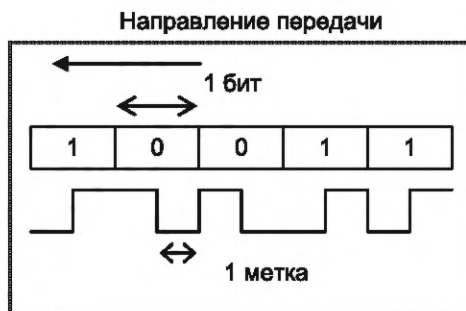 Направление передачи
1 бит
1 0 0 1 1
1 метка